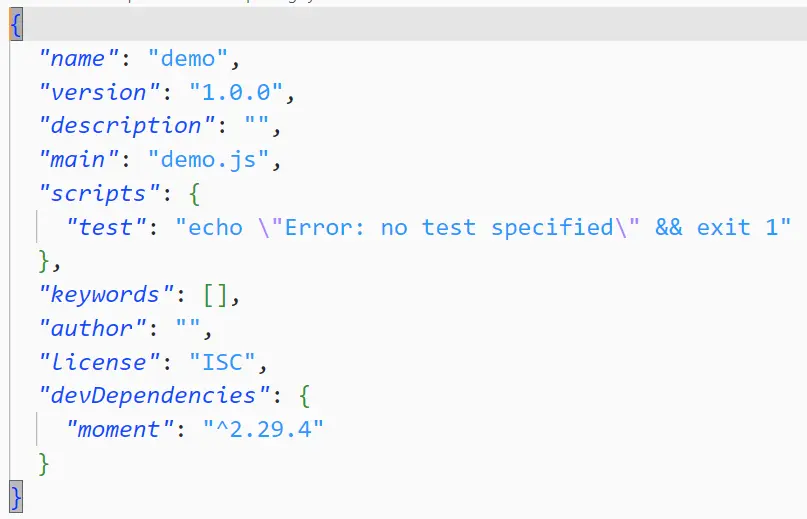 {
  "name": "demo",
  "version": "1.0.0",
  "description": "",
  "main": "demo.js",
  "scripts": {
    "test": "echo \"Error: no test specified\" && exit 1"
  },
  "keywords": [],
  "author": "",
  "license": "ISC",
  "devDependencies": {
    "moment": "^2.29.4"
  }
}